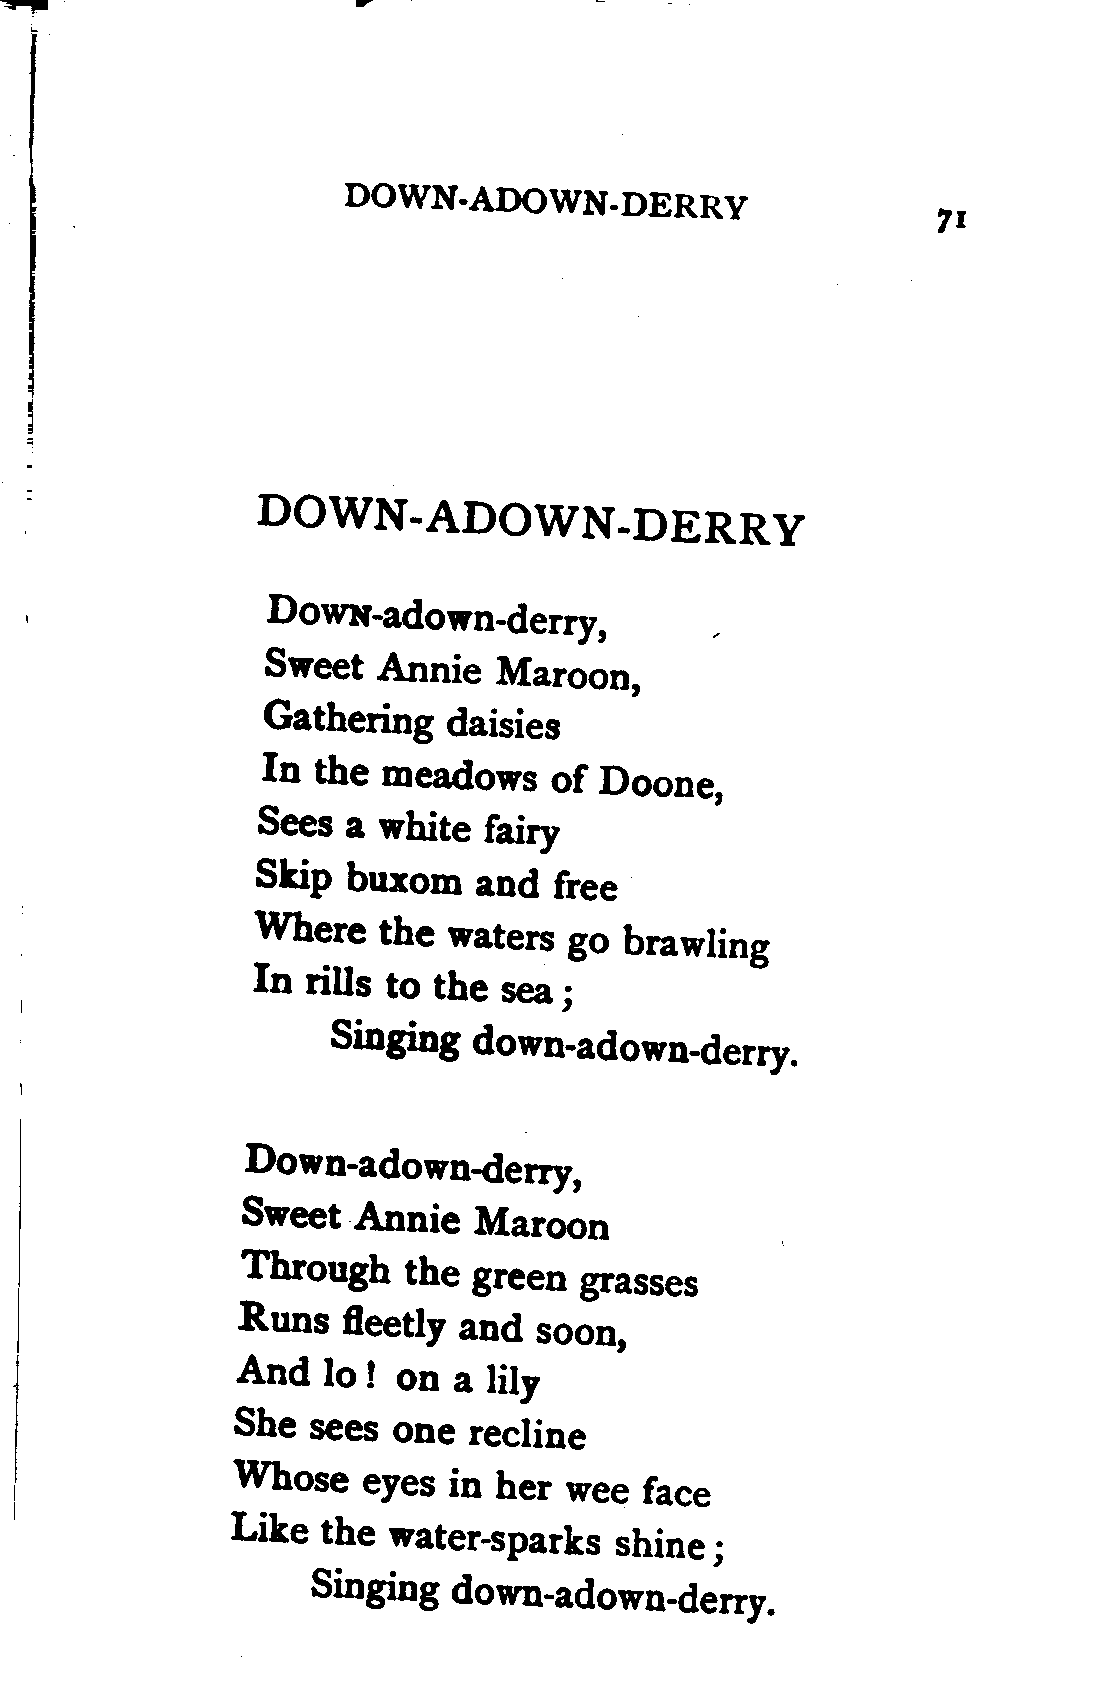 DOWN-ADOWN-DERRY 71
DOWN-ADOWN-DERRY
DOWN-adown-derry,
Sweet Annie Maroon,
Gathering daisies
In the meadows of Doone,
Sees a white fairy
Skip buxom and free
Where the waters go brawling
In rills to the sea;
Singing down-adown-derry.
Down-adown-derry,
Sweet Annie Maroon
Through the green grasses
Runs fleetly and soon,
And lo! on a lily
She sees one recline
Whose eyes in her wee face
Like the water-sparks shine;
Singing down-adown-derry.